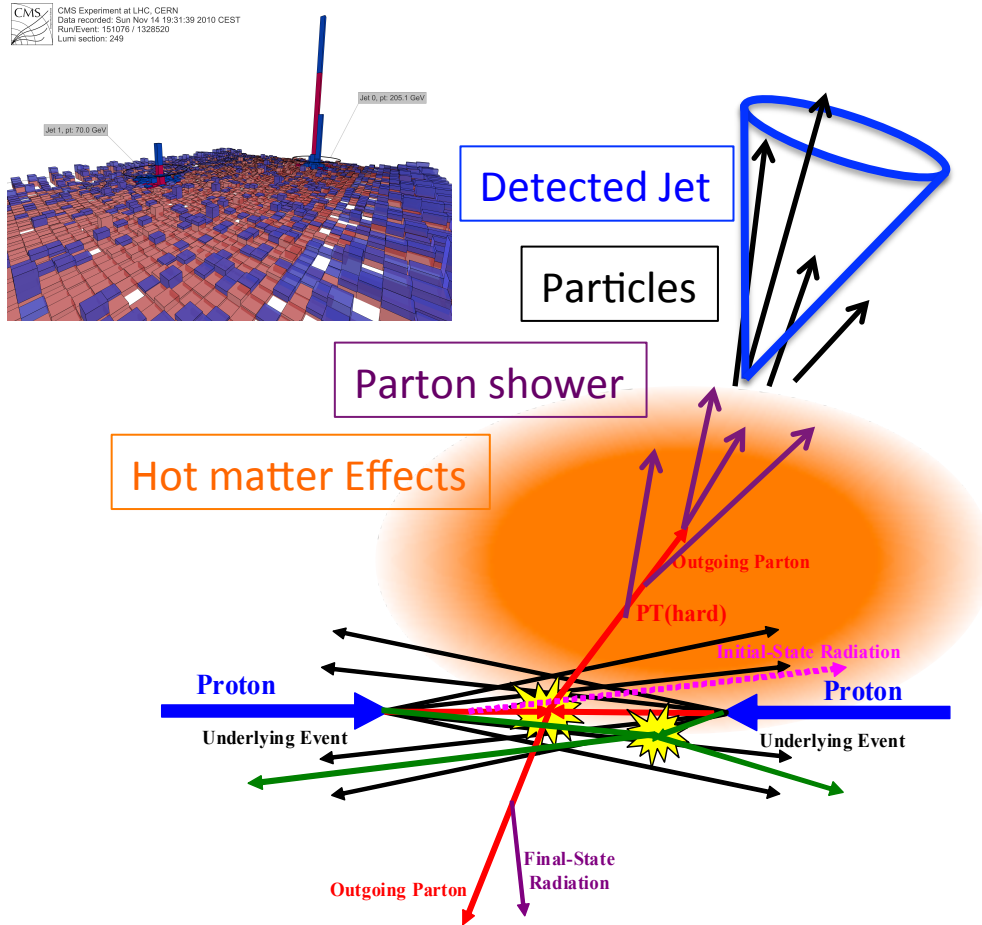 CMS
CMS Experiment at LHC, CERN
Data recorded: Sun Nov 14 19:31:39 2010 CEST
Run/Event: 151076 / 1328520
Lumi section: 249
Jet 0, pt: 205.1 GeV
Jet 1, pt: 70.0 GeV
Detected Jet
Particles
Parton shower
Hot matter Effects
Outgoing Parton
PT(hard)
Initial-State Radiation
Proton
Proton
Underlying Event
Underlying Event
Final-State
Radiation
Outgoing Parton